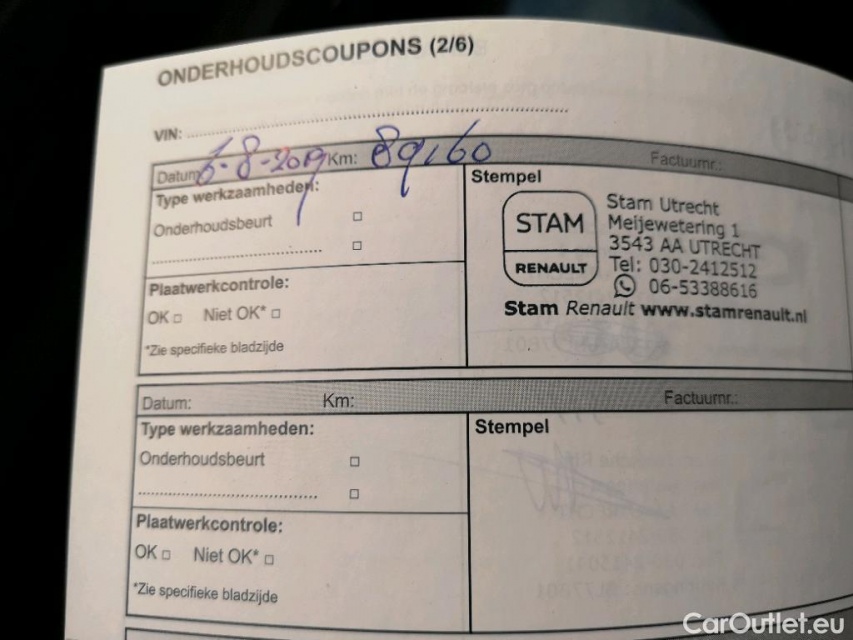 ONDERHOUDSCOUPONS (2/6)
VIN:
Datum: 6-8-2019 Km: 89160 Factuurnr.:
Type werkzaamheden:
Onderhoudsbeurt
Plaatwerkcontrole:
OK Niet OK*
*Zie specifieke bladzijde
Stempel
STAM
RENAULT
Stam Utrecht
Meijewetering 1
3543 AA UTRECHT
Tel: 030-2412512
06-53388616
Stam Renault www.stamrenault.nl
Datum: Km: Factuurnr.:
Type werkzaamheden:
Onderhoudsbeurt
Plaatwerkcontrole:
OK Niet OK*
*Zie specifieke bladzijde
Stempel
CarOutlet.eu